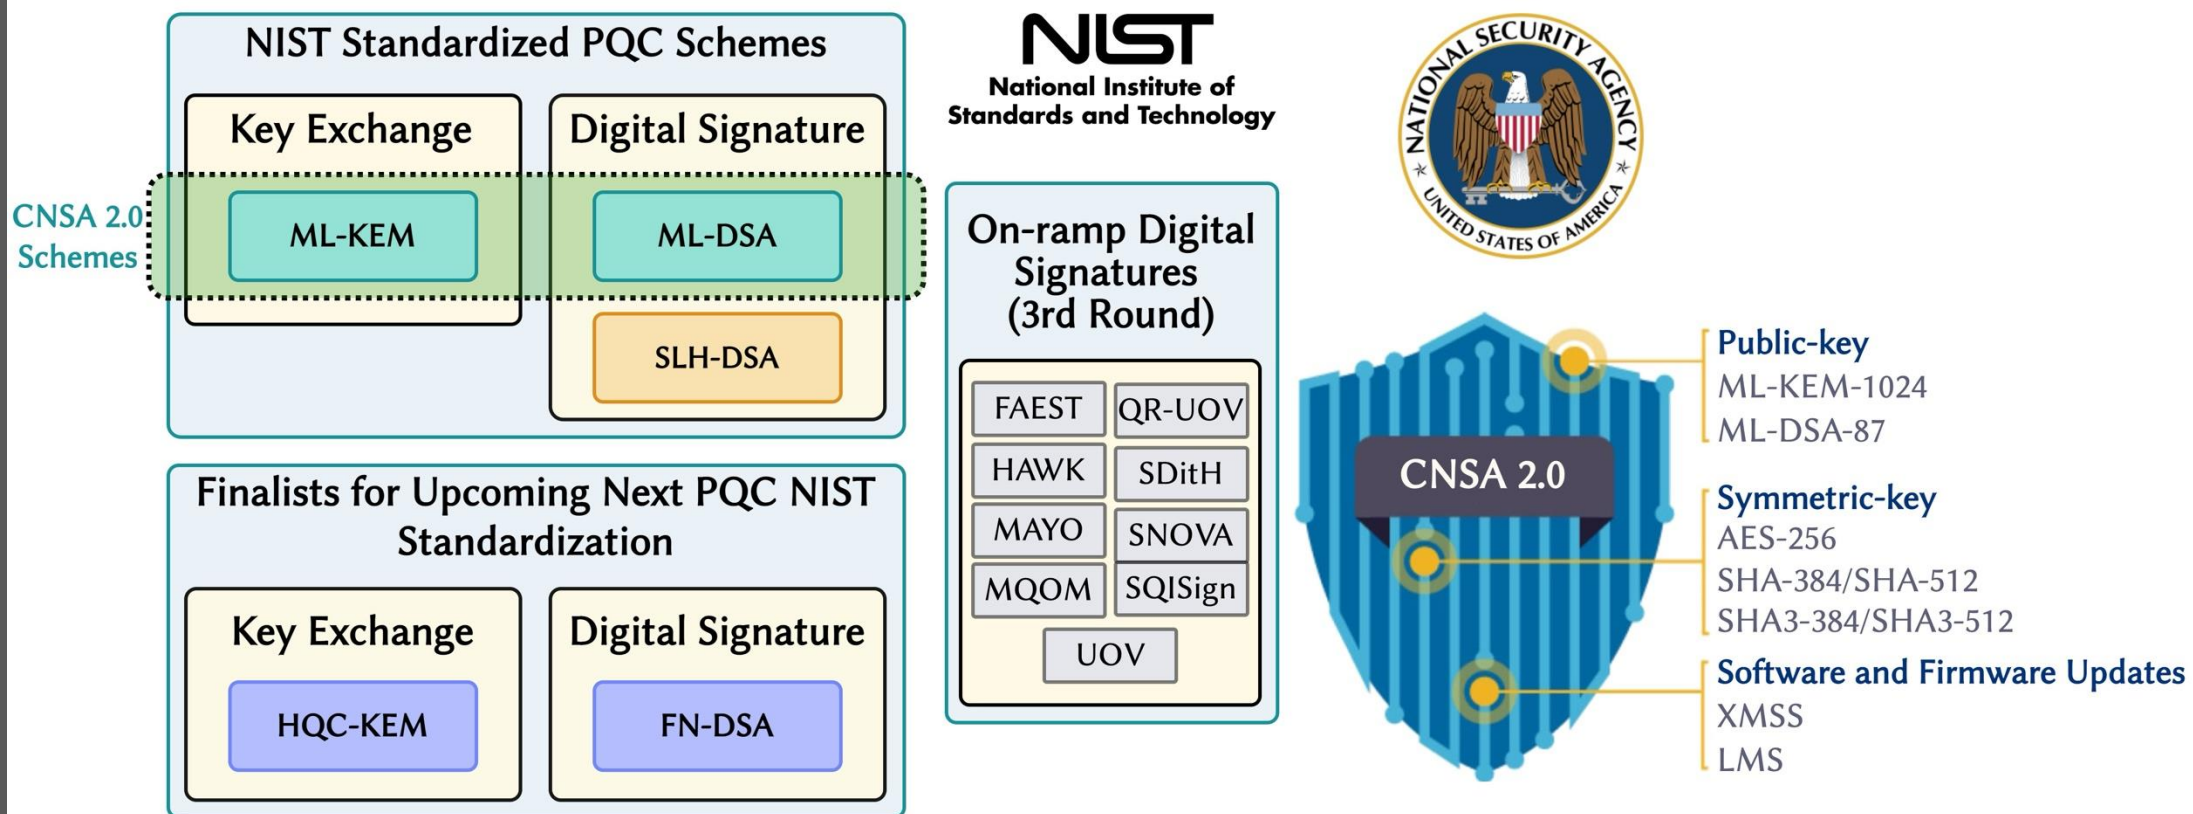 NIST Standardized PQC Schemes
Key Exchange
ML-KEM
Digital Signature
ML-DSA
SLH-DSA
CNSA 2.0
Schemes
Finalists for Upcoming Next PQC NIST
Standardization
Key Exchange
HQC-KEM
Digital Signature
FN-DSA
NIST
National Institute of
Standards and Technology
On-ramp Digital
Signatures
(3rd Round)
FAEST
QR-UOV
HAWK
SDitH
MAYO
SNOVA
MQOM
SQISign
UOV
NATIONAL SECURITY AGENCY
UNITED STATES OF AMERICA
CNSA 2.0
Public-key
ML-KEM-1024
ML-DSA-87
Symmetric-key
AES-256
SHA-384/SHA-512
SHA3-384/SHA3-512
Software and Firmware Updates
XMSS
LMS